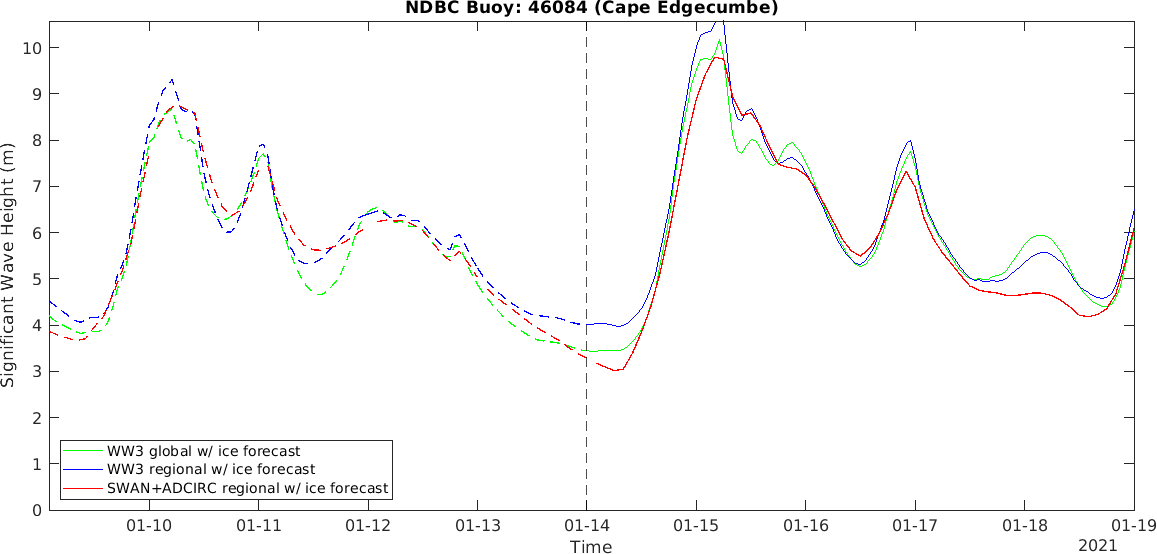 NDBC Buoy: 46084 (Cape Edgecumbe)
Significant Wave Height (m)
10
9
8
7
6
5
4
3
2
1
0
WW3 global w/ ice forecast
WW3 regional w/ ice forecast
SWAN+ADCIRC regional w/ ice forecast
01-10 01-11 01-12 01-13 01-14 01-15 01-16 01-17 01-18 01-19
Time
2021